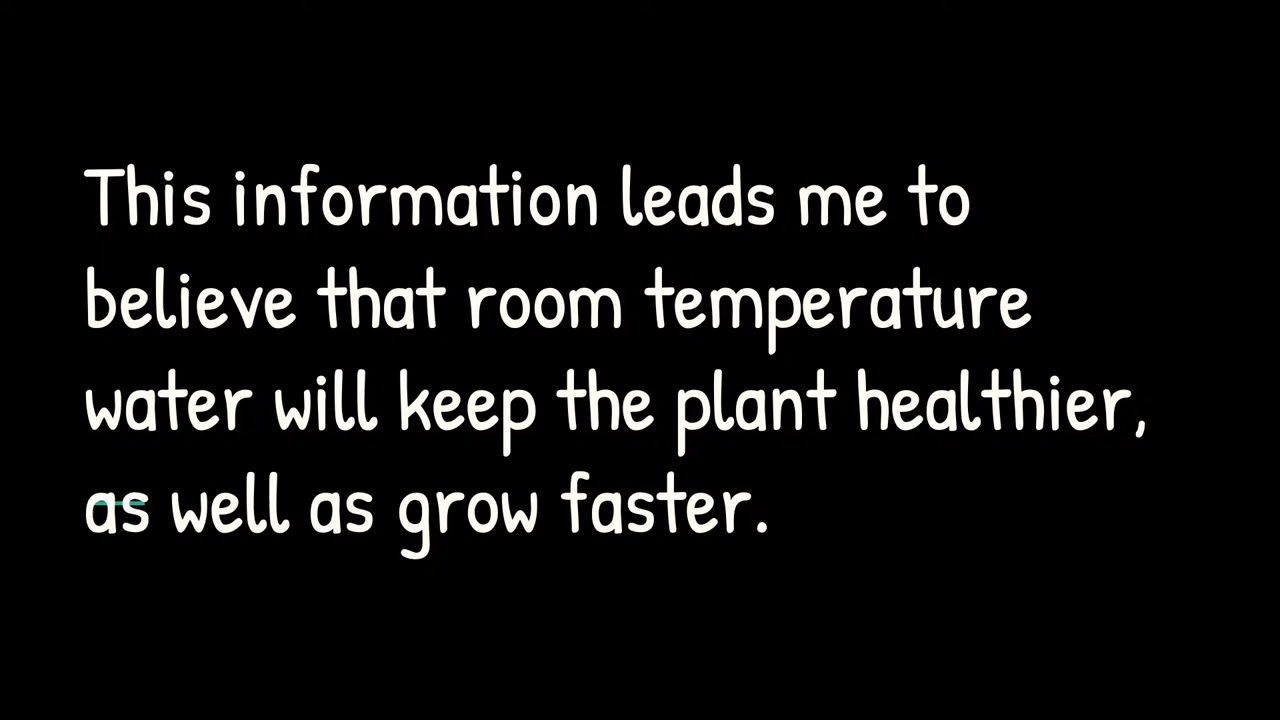 This information leads me to
believe that room temperature
water will keep the plant healthier,
as well as grow faster.